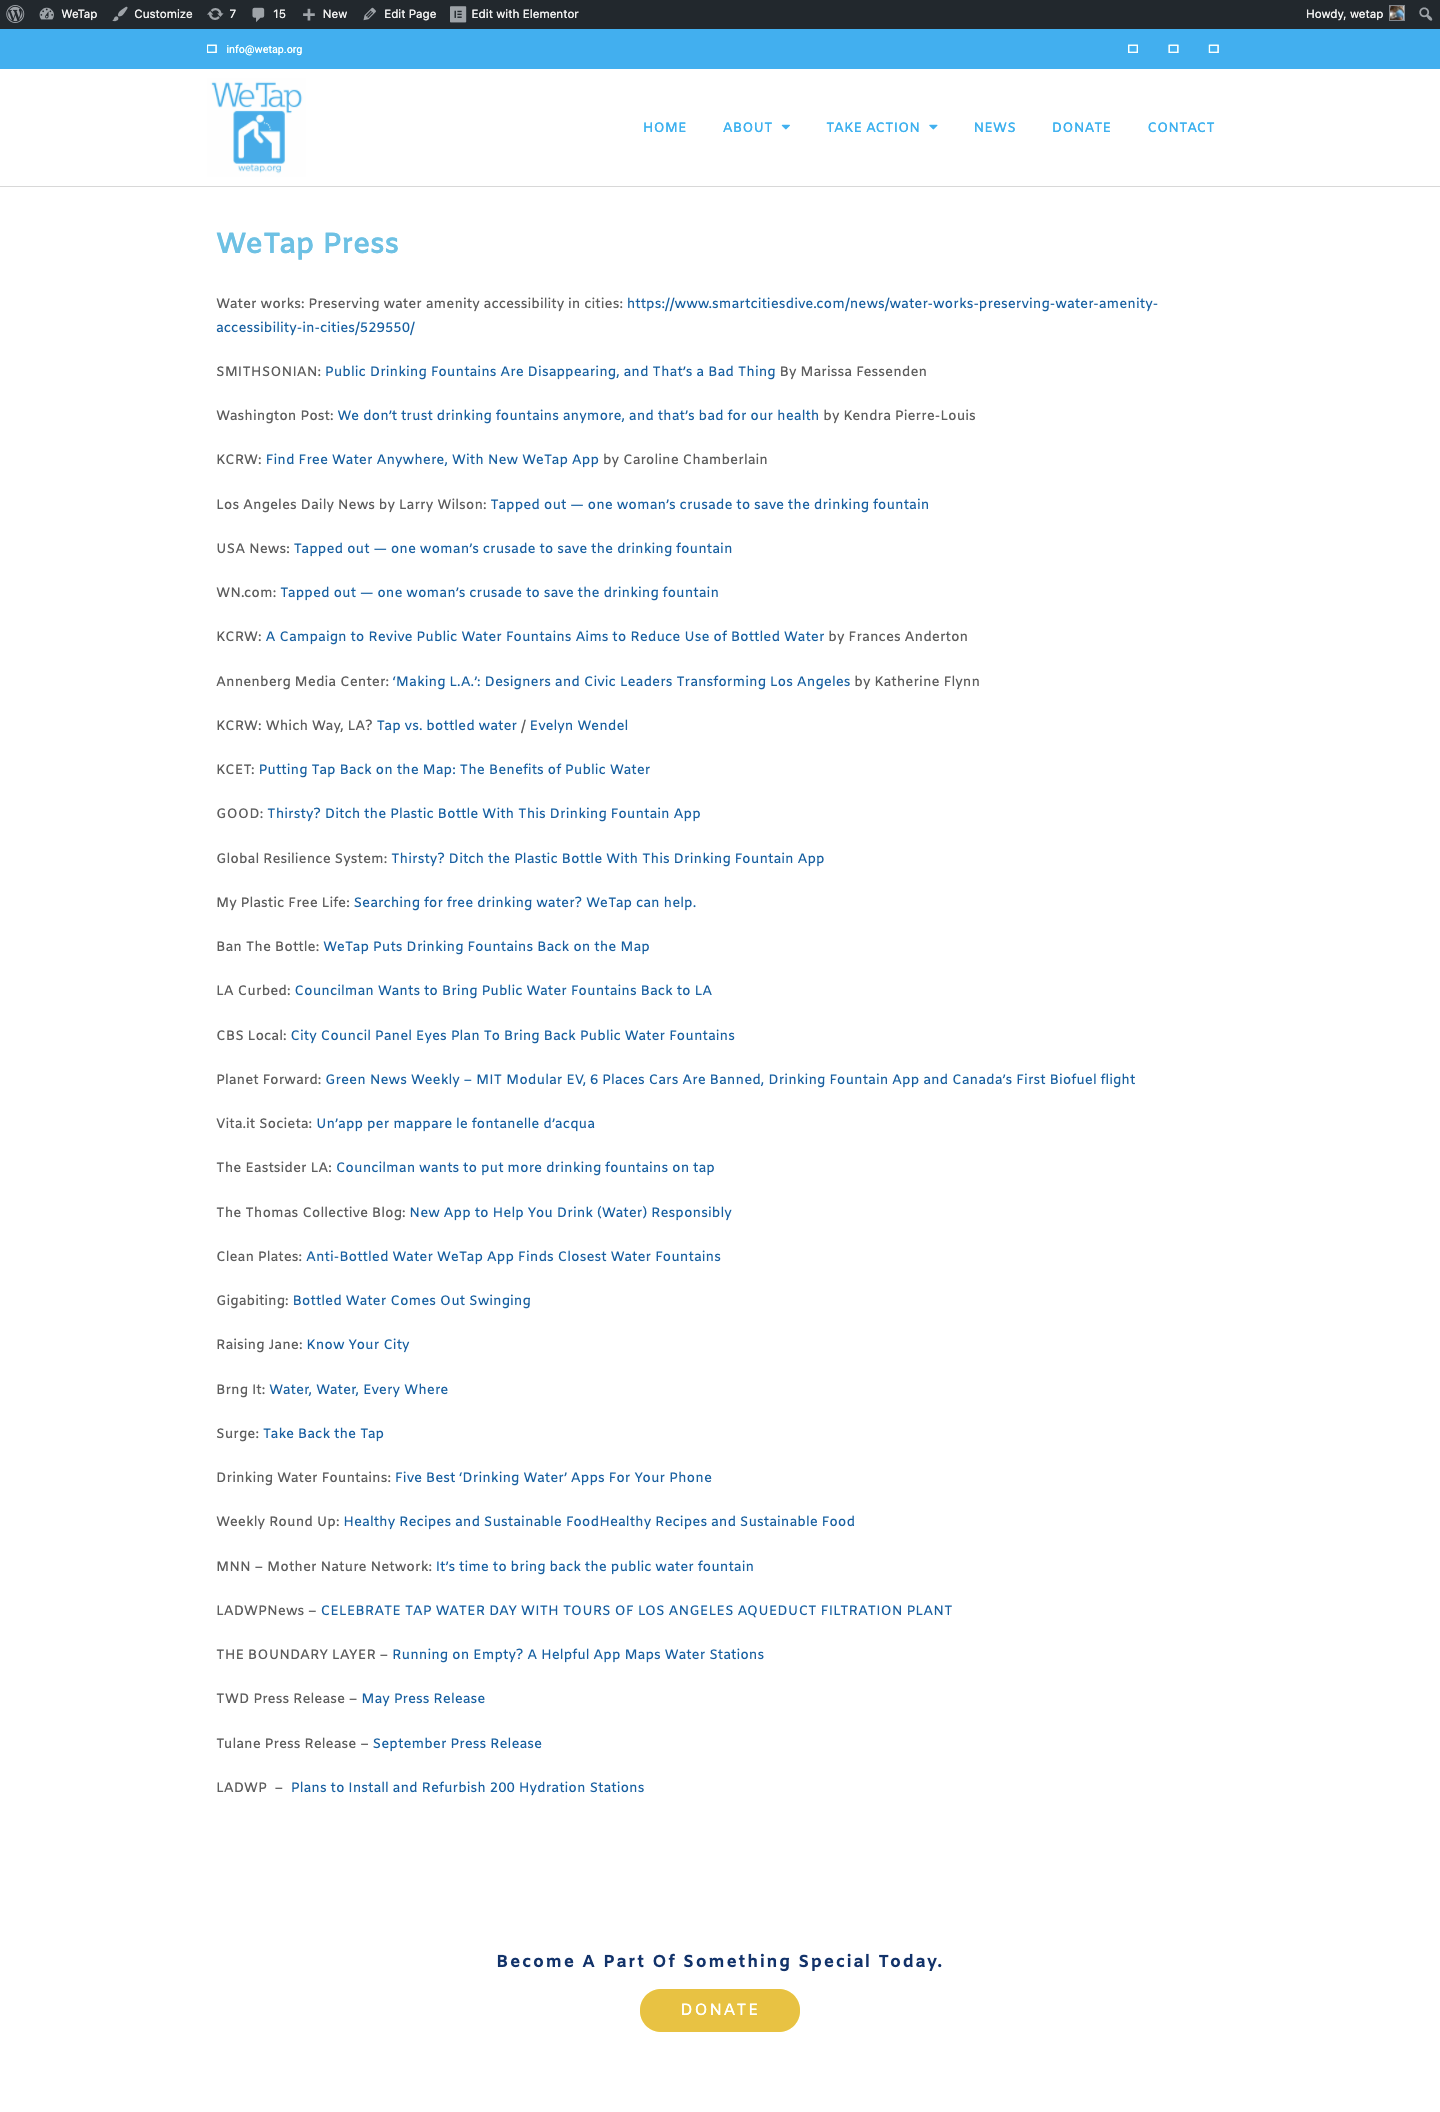 WeTap Customize 7 15 New Edit Page Edit with Elementor Howdy, wetap
info@wetap.org
WeTap
wetap.org
HOME ABOUT TAKE ACTION NEWS DONATE CONTACT
WeTap Press
Water works: Preserving water amenity accessibility in cities: https://www.smartcitiesdive.com/news/water-works-preserving-water-amenity-
accessibility-in-cities/529550/
SMITHSONIAN: Public Drinking Fountains Are Disappearing, and That’s a Bad Thing By Marissa Fessenden
Washington Post: We don’t trust drinking fountains anymore, and that’s bad for our health by Kendra Pierre-Louis
KCRW: Find Free Water Anywhere, With New WeTap App by Caroline Chamberlain
Los Angeles Daily News by Larry Wilson: Tapped out — one woman’s crusade to save the drinking fountain
USA News: Tapped out — one woman’s crusade to save the drinking fountain
WN.com: Tapped out — one woman’s crusade to save the drinking fountain
KCRW: A Campaign to Revive Public Water Fountains Aims to Reduce Use of Bottled Water by Frances Anderton
Annenberg Media Center: ‘Making L.A.’: Designers and Civic Leaders Transforming Los Angeles by Katherine Flynn
KCRW: Which Way, LA? Tap vs. bottled water / Evelyn Wendel
KCET: Putting Tap Back on the Map: The Benefits of Public Water
GOOD: Thirsty? Ditch the Plastic Bottle With This Drinking Fountain App
Global Resilience System: Thirsty? Ditch the Plastic Bottle With This Drinking Fountain App
My Plastic Free Life: Searching for free drinking water? WeTap can help.
Ban The Bottle: WeTap Puts Drinking Fountains Back on the Map
LA Curbed: Councilman Wants to Bring Public Water Fountains Back to LA
CBS Local: City Council Panel Eyes Plan To Bring Back Public Water Fountains
Planet Forward: Green News Weekly – MIT Modular EV, 6 Places Cars Are Banned, Drinking Fountain App and Canada’s First Biofuel flight
Vita.it Societa: Un’app per mappare le fontanelle d’acqua
The Eastsider LA: Councilman wants to put more drinking fountains on tap
The Thomas Collective Blog: New App to Help You Drink (Water) Responsibly
Clean Plates: Anti-Bottled Water WeTap App Finds Closest Water Fountains
Gigabiting: Bottled Water Comes Out Swinging
Raising Jane: Know Your City
Brng It: Water, Water, Every Where
Surge: Take Back the Tap
Drinking Water Fountains: Five Best ‘Drinking Water’ Apps For Your Phone
Weekly Round Up: Healthy Recipes and Sustainable FoodHealthy Recipes and Sustainable Food
MNN – Mother Nature Network: It’s time to bring back the public water fountain
LADWPNews – CELEBRATE TAP WATER DAY WITH TOURS OF LOS ANGELES AQUEDUCT FILTRATION PLANT
THE BOUNDARY LAYER – Running on Empty? A Helpful App Maps Water Stations
TWD Press Release – May Press Release
Tulane Press Release – September Press Release
LADWP – Plans to Install and Refurbish 200 Hydration Stations
Become A Part Of Something Special Today.
DONATE